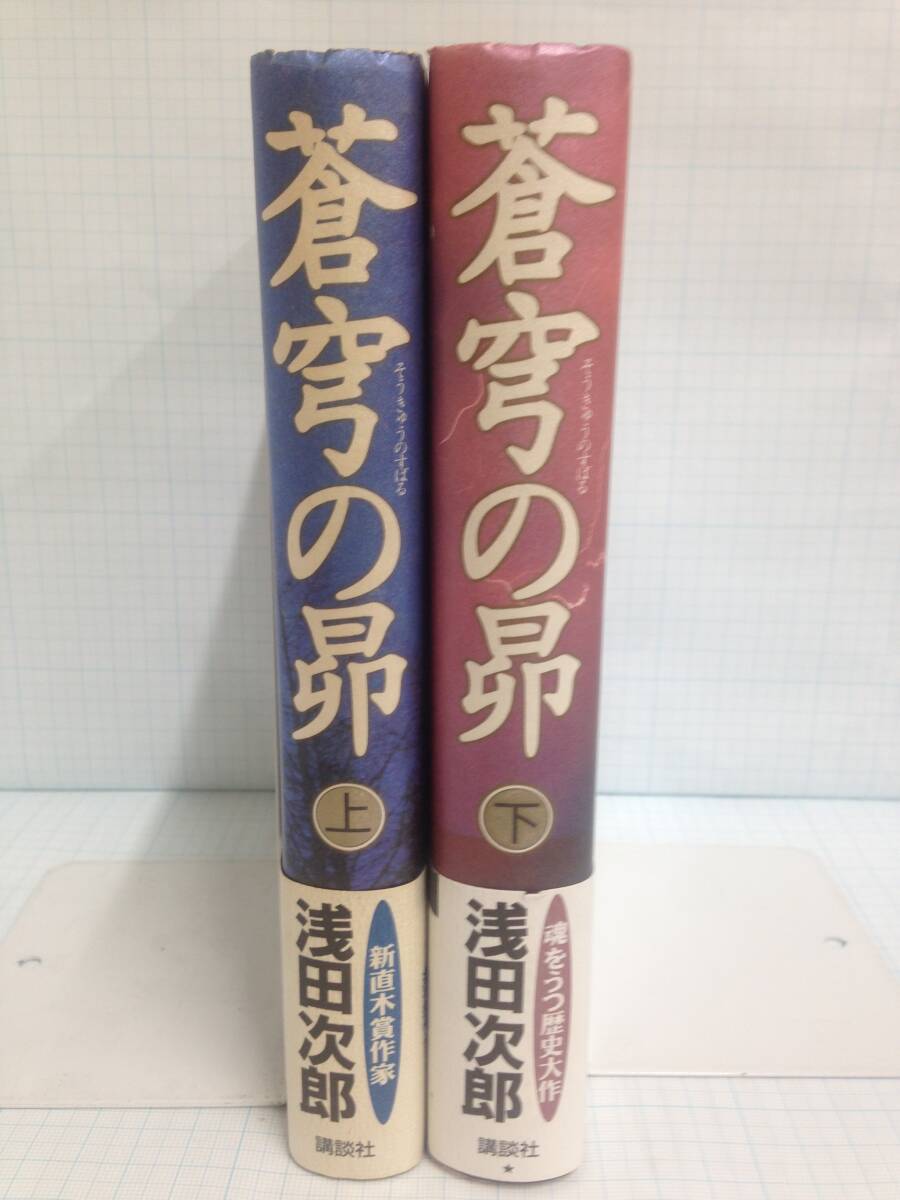 蒼穹の昴
そうきゅうのすばる
上
浅田次郎
新直木賞作家
講談社
蒼穹の昴
そうきゅうのすばる
下
浅田次郎
魂をうつ歴史大作
講談社
★